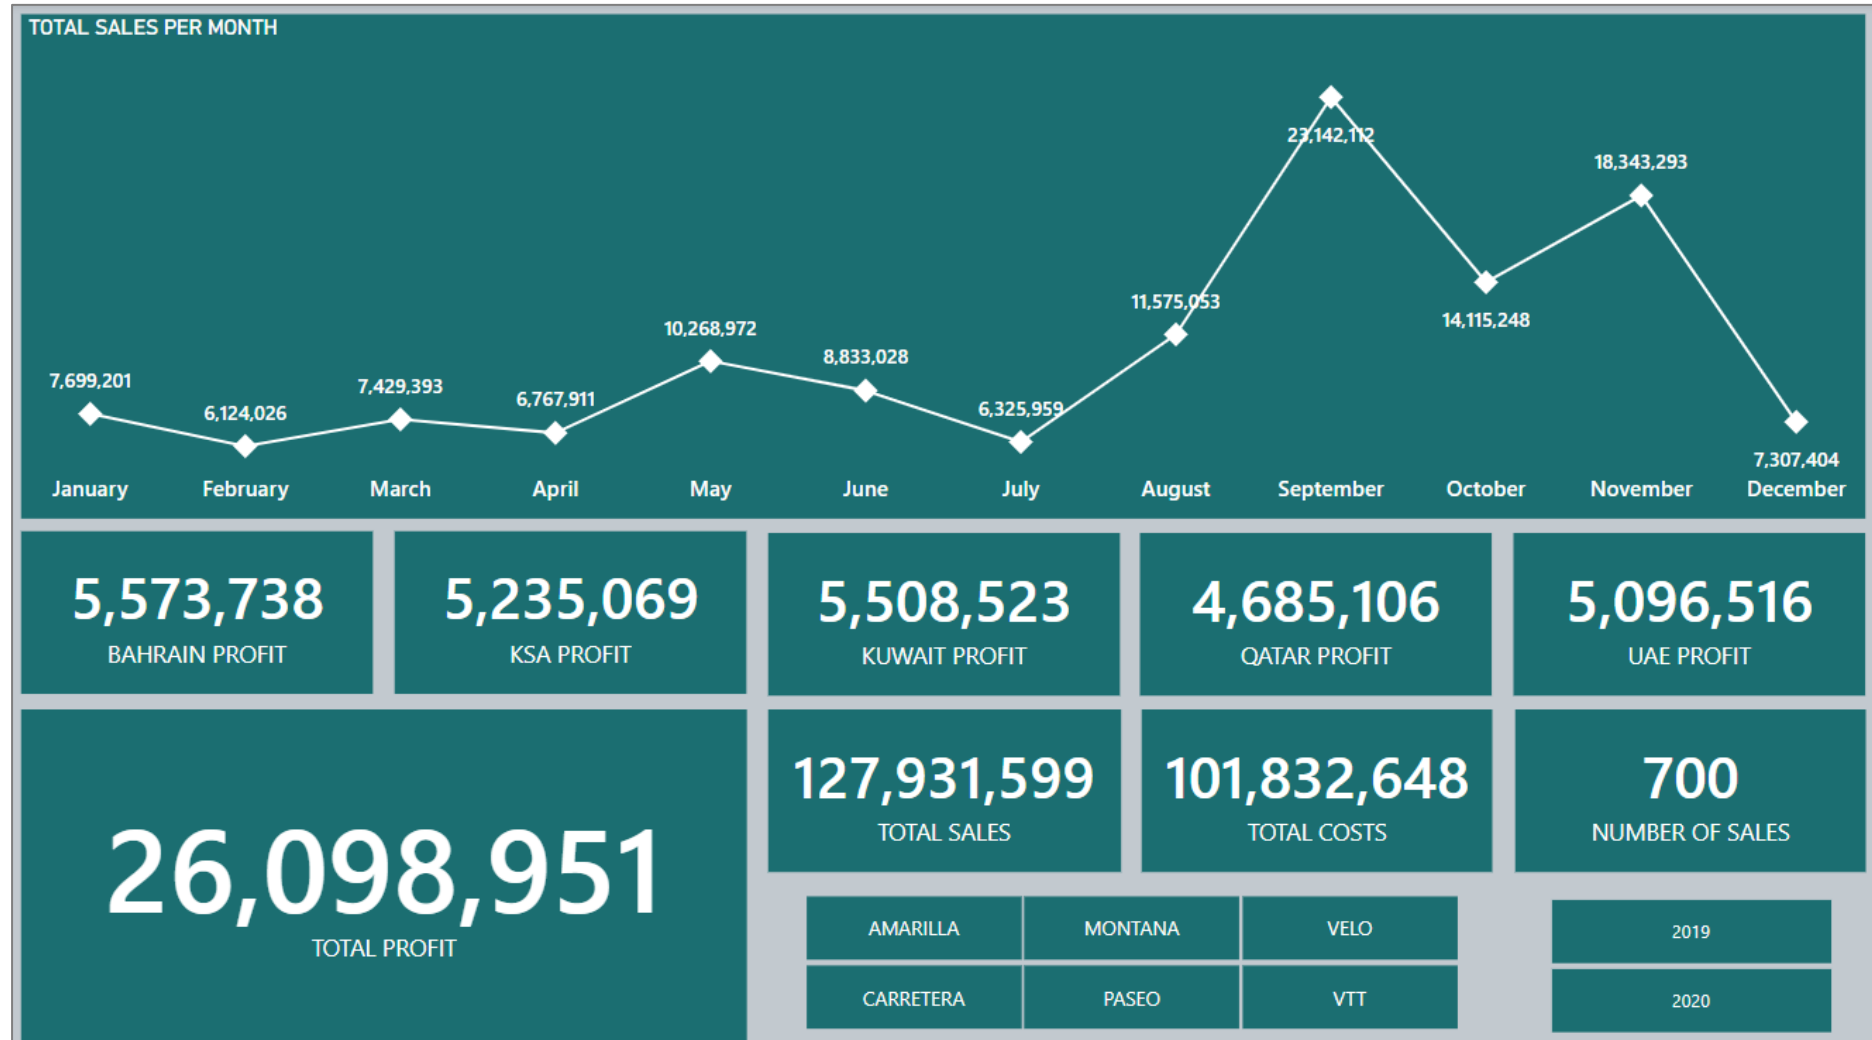 TOTAL SALES PER MONTH
23,142,112
18,343,293
11,575,053
14,115,248
10,268,972
8,833,028
7,699,201
7,429,393
6,767,911
6,325,959
6,124,026
7,307,404
January February March April May June July August September October November December
5,573,738 5,235,069 5,508,523 4,685,106 5,096,516
BAHRAIN PROFIT KSA PROFIT KUWAIT PROFIT QATAR PROFIT UAE PROFIT
127,931,599 101,832,648 700
TOTAL SALES TOTAL COSTS NUMBER OF SALES
26,098,951
TOTAL PROFIT
AMARILLA MONTANA VELO 2019
CARRETERA PASEO VTT 2020